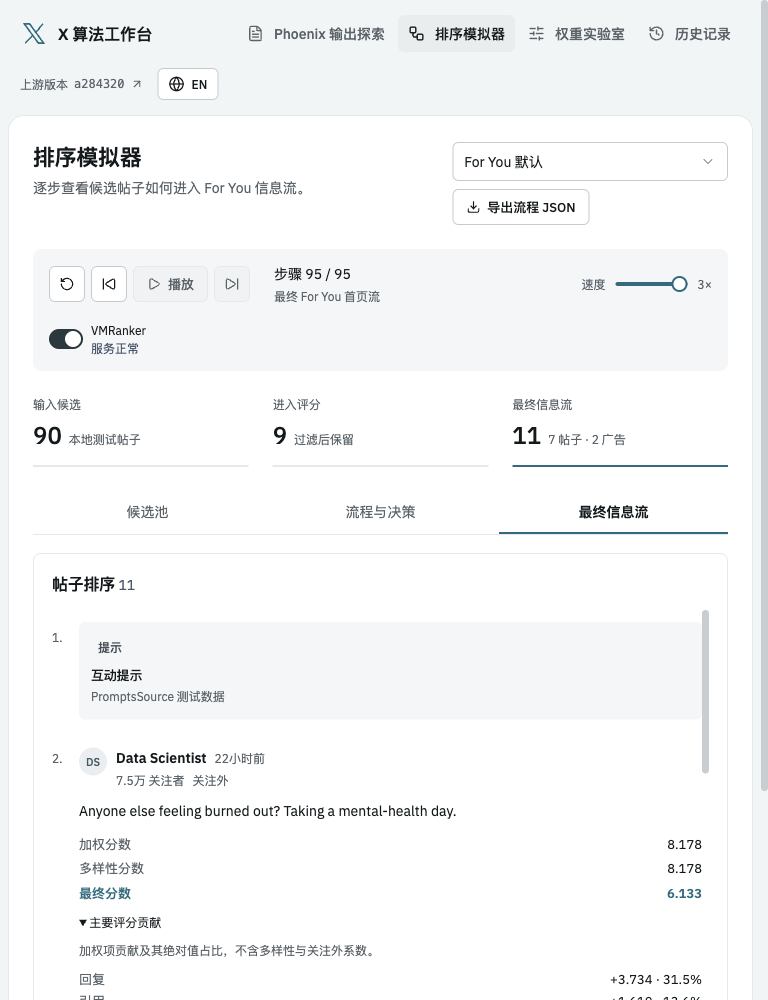 X 算法工作台
Phoenix 输出探索
排序模拟器
权重实验室
历史记录
上游版本 a284320
EN
排序模拟器
逐步查看候选帖子如何进入 For You 信息流。
For You 默认
导出流程 JSON
播放
步骤 95 / 95
最终 For You 首页流
速度
3×
VMRanker
服务正常
输入候选
90 本地测试帖子
进入评分
9 过滤后保留
最终信息流
11 7 帖子 · 2 广告
候选池
流程与决策
最终信息流
帖子排序 11
1.
提示
互动提示
PromptsSource 测试数据
2.
DS
Data Scientist 22小时前
7.5万 关注者 关注外
Anyone else feeling burned out? Taking a mental-health day.
加权分数 8.178
多样性分数 8.178
最终分数 6.133
主要评分贡献
加权项贡献及其绝对值占比，不含多样性与关注外系数。
回复 +3.734 · 31.5%